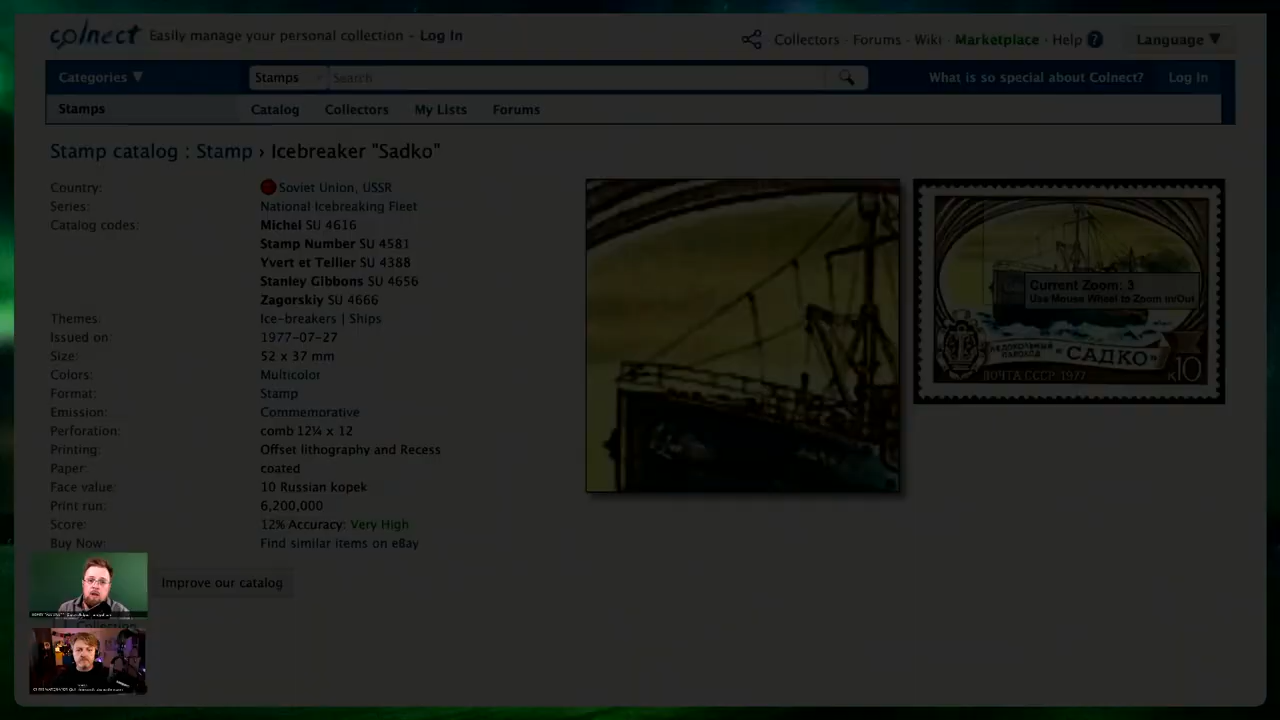 colnect Easily manage your personal collection - Log In
Collectors · Forums · Wiki · Marketplace · Help ? Language ▼
Categories ▼ Stamps Search What is so special about Colnect? Log In
Stamps Catalog Collectors My Lists Forums
Stamp catalog : Stamp › Icebreaker "Sadko"
Country: Soviet Union, USSR
Series: National Icebreaking Fleet
Catalog codes: Michel SU 4616
Stamp Number SU 4581
Yvert et Tellier SU 4388
Stanley Gibbons SU 4656
Zagorskiy SU 4666
Themes: Ice-breakers | Ships
Issued on: 1977-07-27
Size: 52 x 37 mm
Colors: Multicolor
Format: Stamp
Emission: Commemorative
Perforation: comb 12¼ x 12
Printing: Offset lithography and Recess
Paper: coated
Face value: 10 Russian kopek
Print run: 6,200,000
Score: 12% Accuracy: Very High
Buy Now: Find similar items on eBay
Improve our catalog
Current Zoom: 3
Use Mouse Wheel to Zoom In/Out
ЛЕДОКОЛЬНЫЙ
ПАРОХОД "САДКО"
ПОЧТА СССР·1977 К10